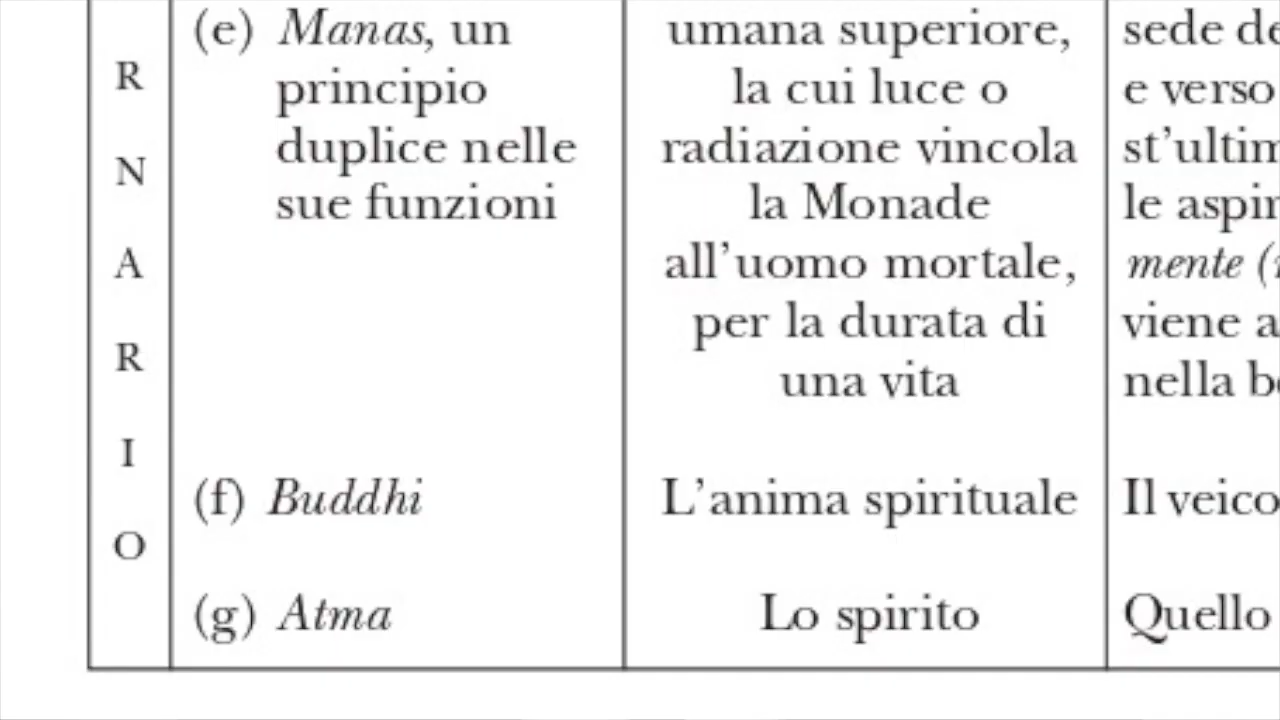 R
N
A
R
I
O
(e) Manas, un
principio
duplice nelle
sue funzioni
(f) Buddhi
(g) Atma
umana superiore,
la cui luce o
radiazione vincola
la Monade
all’uomo mortale,
per la durata di
una vita
L’anima spirituale
Lo spirito
sede
e verso
le
mente
viene
nella
Il
Quello